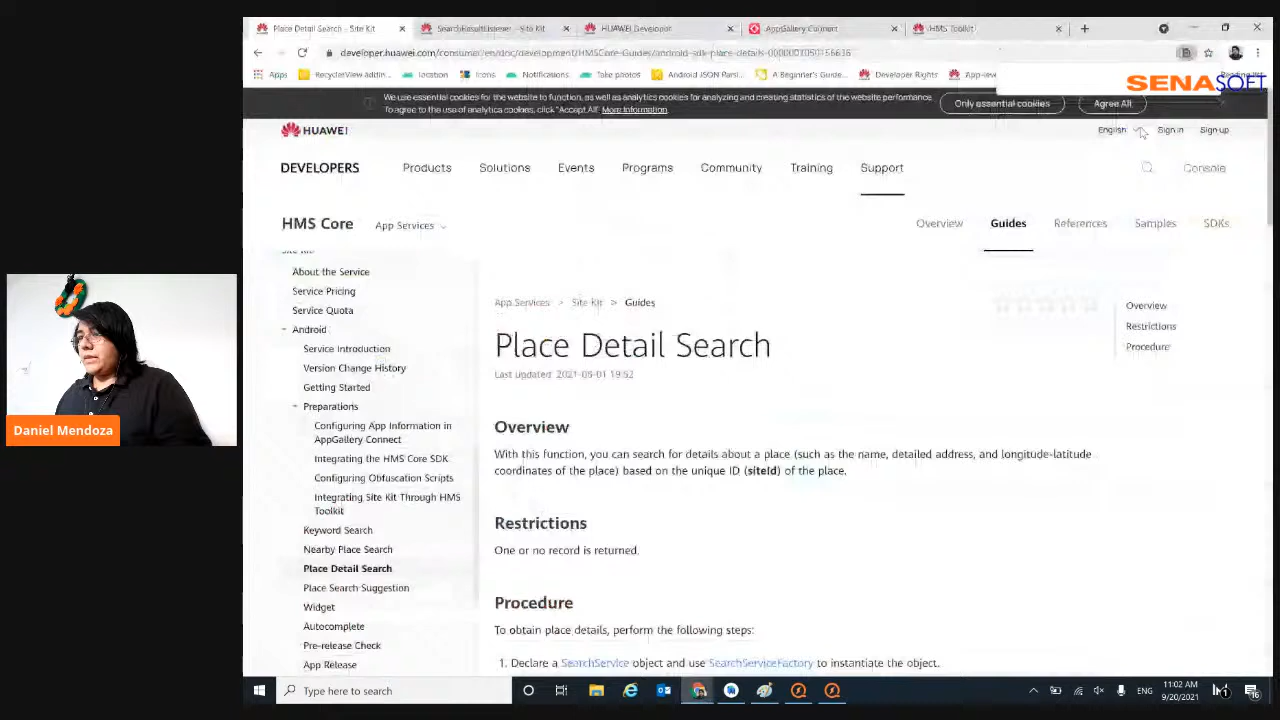 Place Detail Search - Site Kit
SearchResultListener - Site Kit
HUAWEI Developer
AppGallery Connect
HMS Toolkit
developer.huawei.com/consumer/en/doc/development/HMSCore-Guides/android-sdk-place-details-0000001050156636
Apps
RecyclerView addin...
location
Icons
Notifications.
Take photos
Android JSON Parsi...
A Beginner's Guide...
Developer Rights
SENASOFT
We use essential cookies for the website to function, as well as analytics cookies for analyzing and creating statistics of the website performance.
To agree to the use of analytics cookies, click "Accept All". More Information.
Only essential cookies
Agree All
HUAWEI
English
Sign in
Sign up
DEVELOPERS
Products
Solutions
Events
Programs
Community
Training
Support
Console
HMS Core
App Services
Overview
Guides
References
Samples
SDKs
Site Kit
About the Service
Service Pricing
Service Quota
Android
Service Introduction
Version Change History
Getting Started
Preparations
Configuring App Information in
AppGallery Connect
Integrating the HMS Core SDK
Configuring Obfuscation Scripts
Integrating Site Kit Through HMS
Toolkit
Keyword Search
Nearby Place Search
Place Detail Search
Place Search Suggestion
Widget
Autocomplete
Pre-release Check
App Release
App Services > Site Kit > Guides
Place Detail Search
Last updated: 2021-08-01 19:52
Overview
With this function, you can search for details about a place (such as the name, detailed address, and longitude-latitude
coordinates of the place) based on the unique ID (siteId) of the place.
Restrictions
One or no record is returned.
Procedure
To obtain place details, perform the following steps:
1. Declare a SearchService object and use SearchServiceFactory to instantiate the object.
Overview
Restrictions
Procedure
Daniel Mendoza
Type here to search
ENG
11:02 AM
9/20/2021